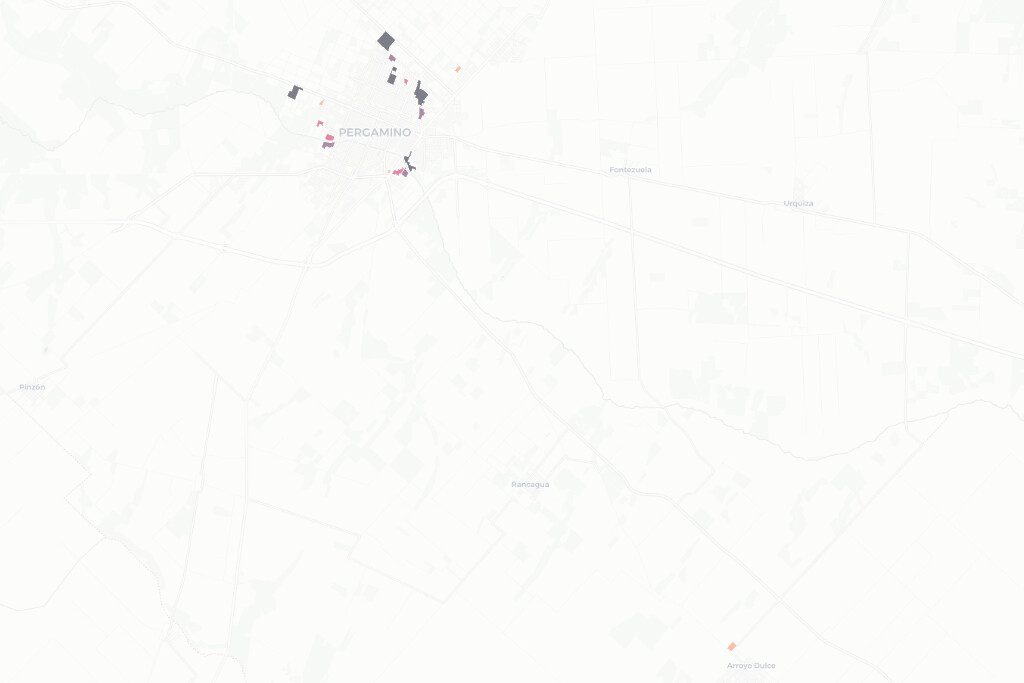 PERGAMINO
Fontezuela
Urquiza
Pinzón
Rancagua
Arroyo Dulce